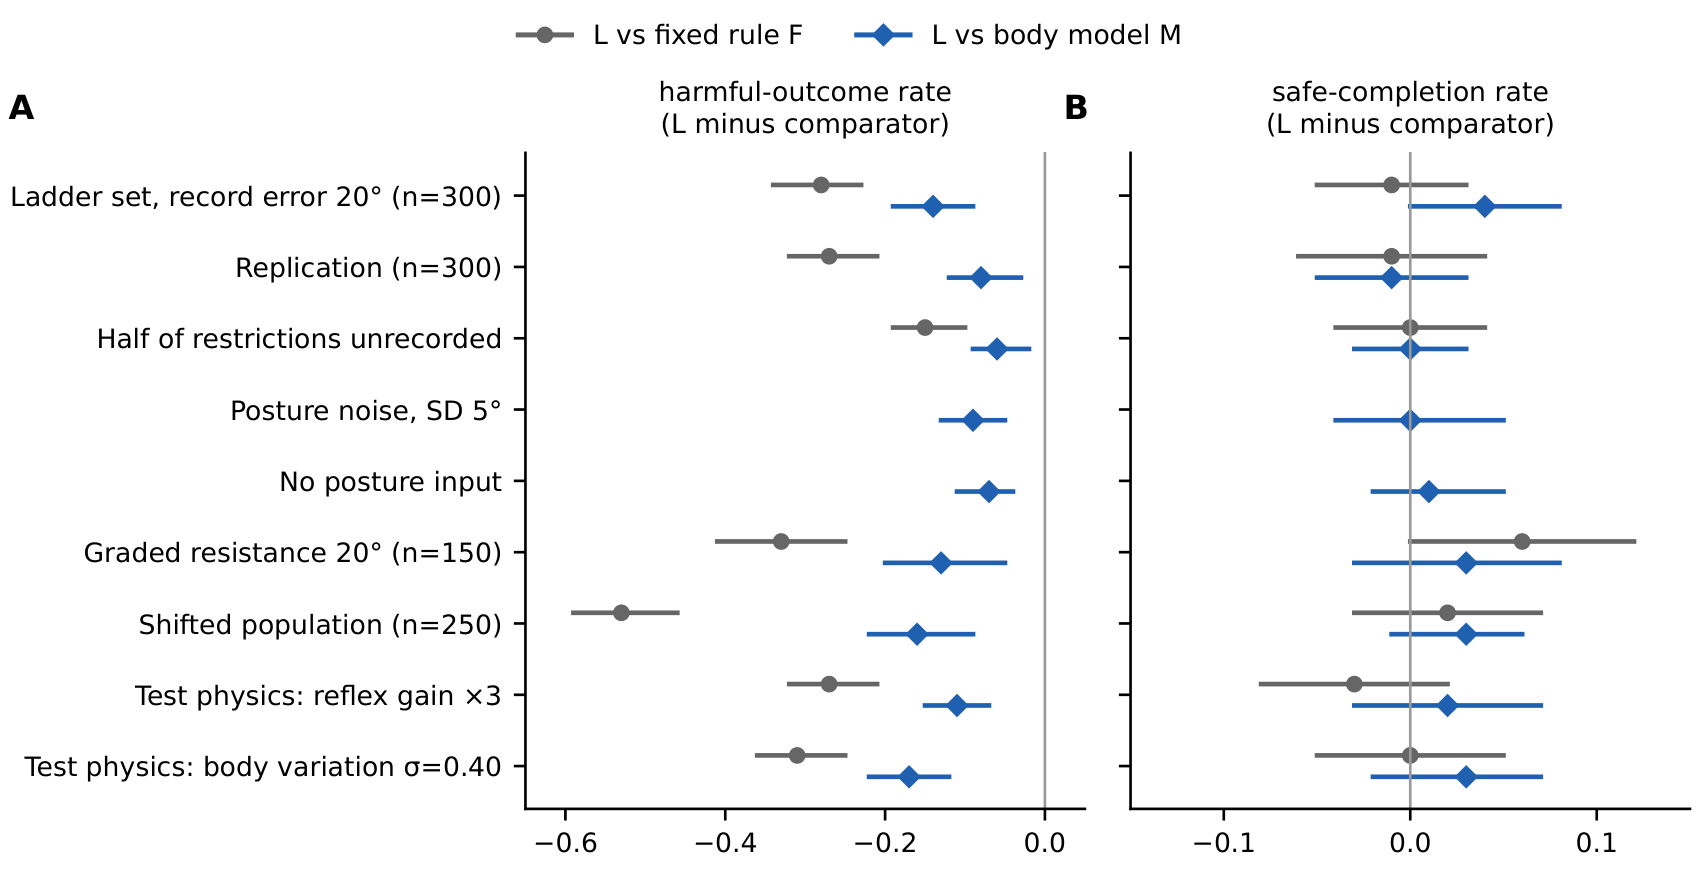 L vs fixed rule F
L vs body model M
A
harmful-outcome rate
(L minus comparator)
B
safe-completion rate
(L minus comparator)
Ladder set, record error 20° (n=300)
Replication (n=300)
Half of restrictions unrecorded
Posture noise, SD 5°
No posture input
Graded resistance 20° (n=150)
Shifted population (n=250)
Test physics: reflex gain ×3
Test physics: body variation σ=0.40
−0.6 −0.4 −0.2 0.0
−0.1 0.0 0.1